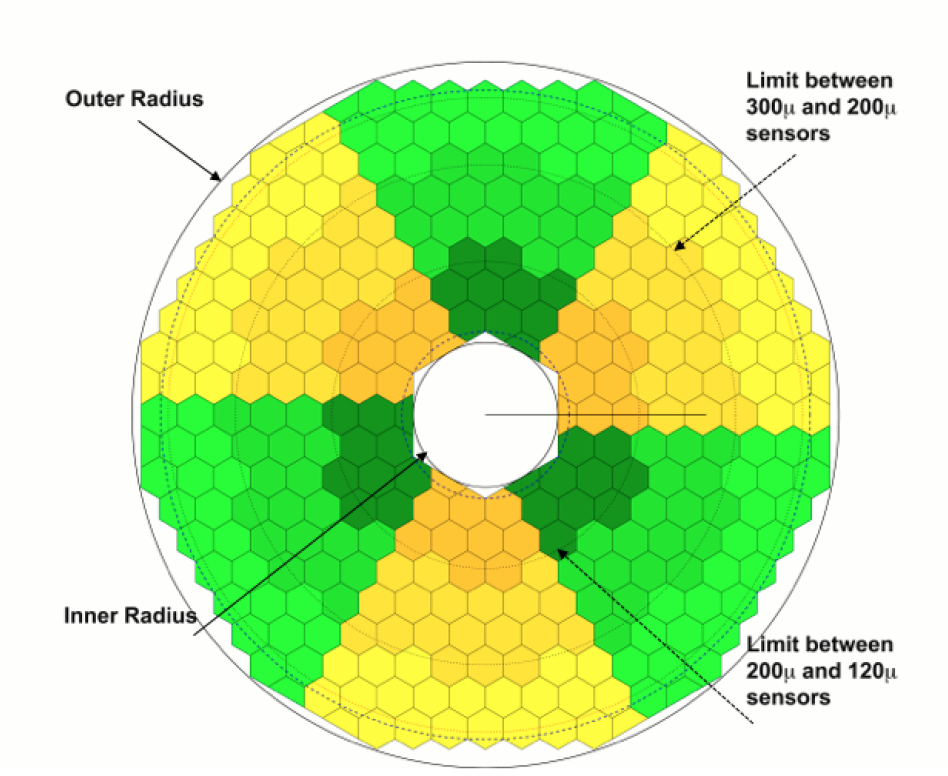 Outer Radius
Limit between
300μ and 200μ
sensors
Inner Radius
Limit between
200μ and 120μ
sensors